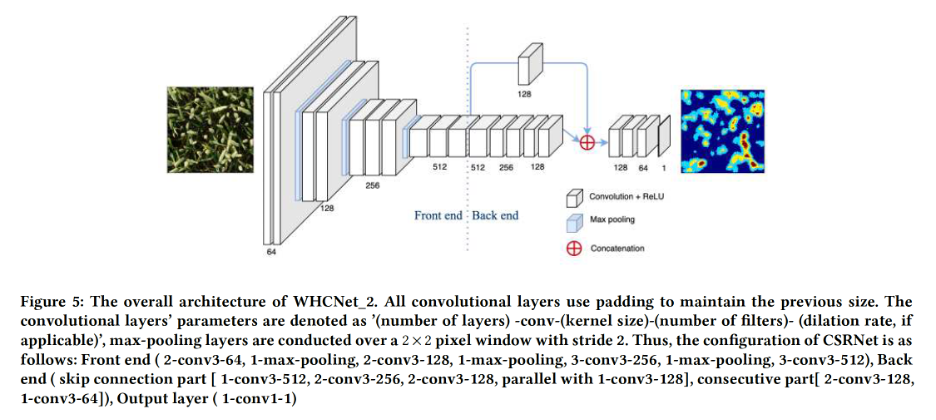 128
512
512
256
128
128
64
1
256
128
64
Front end
Back end
Convolution + ReLU
Max pooling
Concatenation
Figure 5: The overall architecture of WHCNet_2. All convolutional layers use padding to maintain the previous size. The
convolutional layers' parameters are denoted as '(number of layers) -conv-(kernel size)-(number of filters)- (dilation rate, if
applicable)', max-pooling layers are conducted over a 2×2 pixel window with stride 2. Thus, the configuration of CSRNet is as
follows: Front end ( 2-conv3-64, 1-max-pooling, 2-conv3-128, 1-max-pooling, 3-conv3-256, 1-max-pooling, 3-conv3-512), Back
end ( skip connection part [ 1-conv3-512, 2-conv3-256, 2-conv3-128, parallel with 1-conv3-128], consecutive part[ 2-conv3-128,
1-conv3-64]), Output layer ( 1-conv1-1)